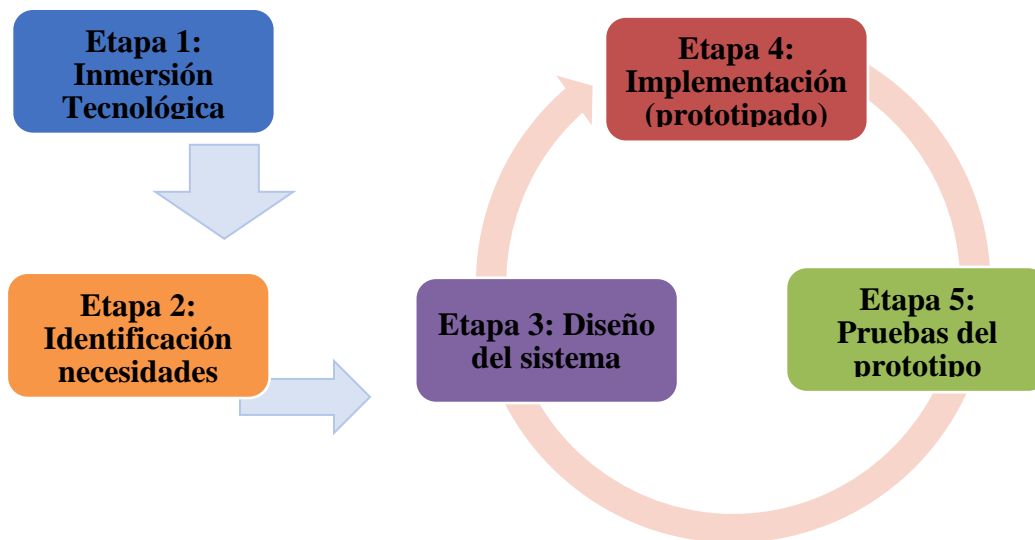 Etapa 1:
Inmersión
Tecnológica
Etapa 2:
Identificación
necesidades
Etapa 3: Diseño
del sistema
Etapa 4:
Implementación
(prototipado)
Etapa 5:
Pruebas del
prototipo